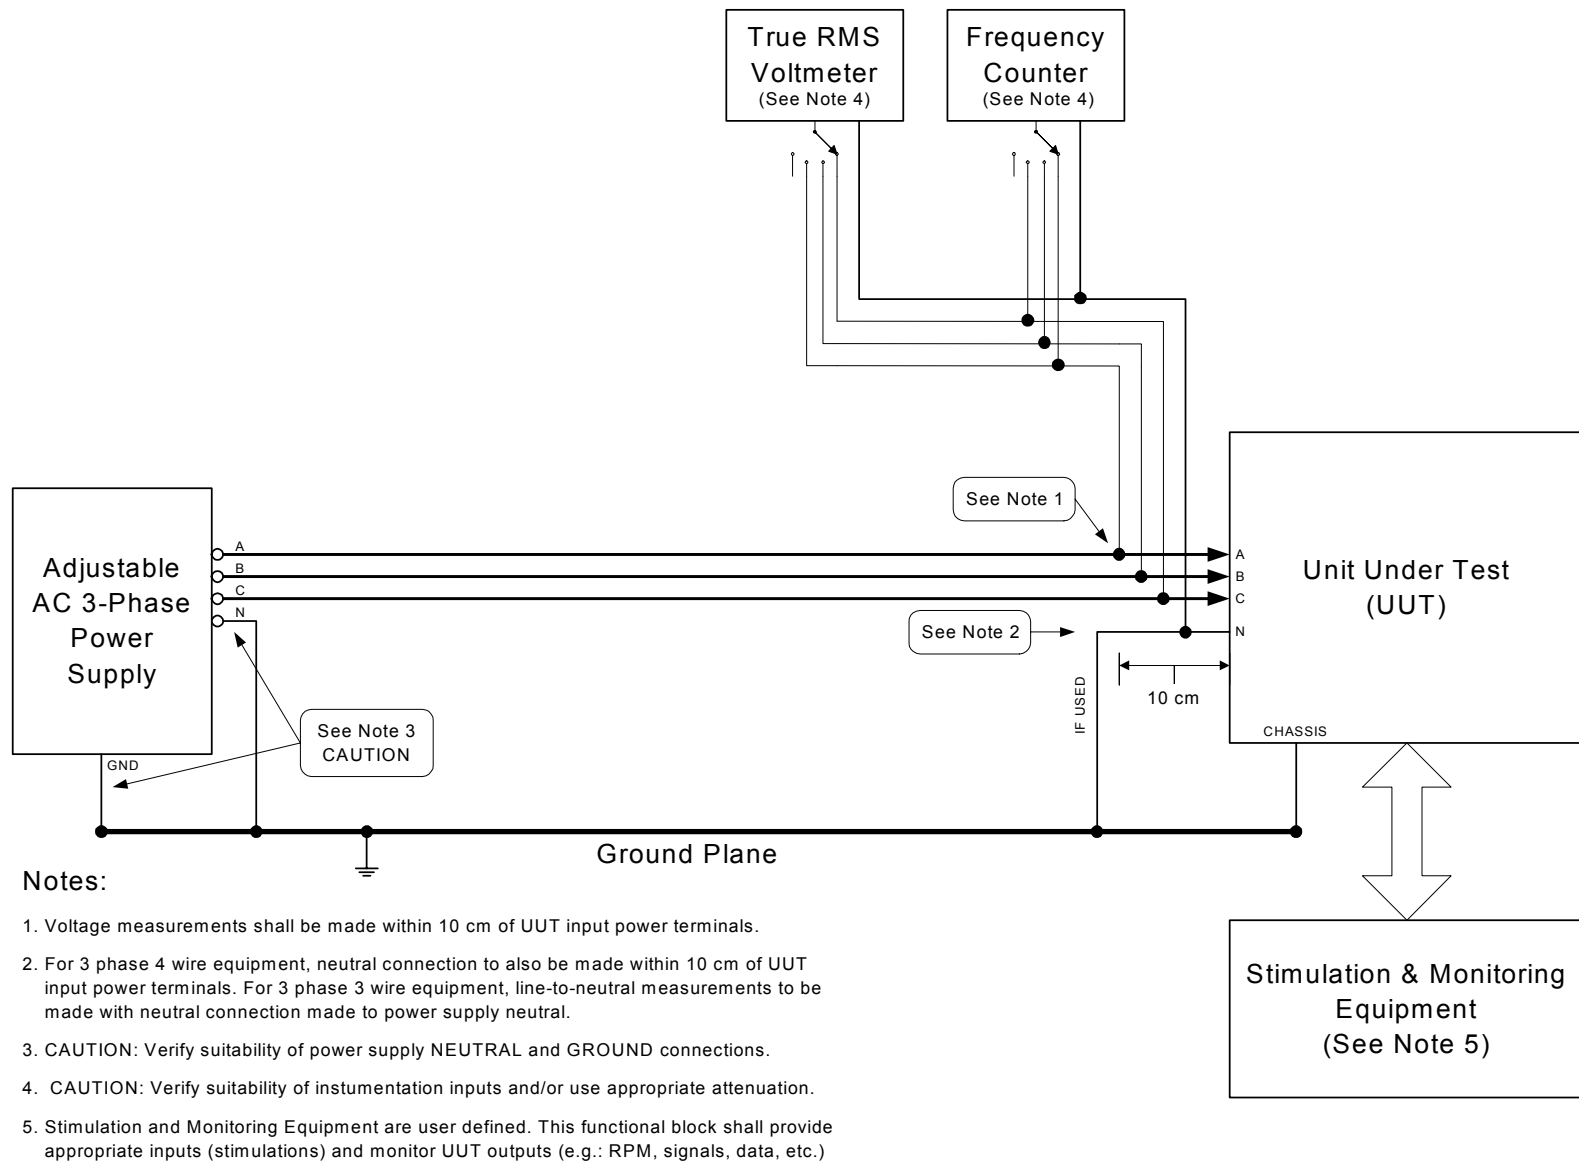 True RMS
Voltmeter
(See Note 4)
Frequency
Counter
(See Note 4)
See Note 1
Adjustable
AC 3-Phase
Power
Supply
A
B
C
N
A
B
C
N
Unit Under Test
(UUT)
See Note 2
10 cm
IF USED
See Note 3
CAUTION
CHASSIS
GND
Ground Plane
Stimulation & Monitoring
Equipment
(See Note 5)
Notes:
1. Voltage measurements shall be made within 10 cm of UUT input power terminals.
2. For 3 phase 4 wire equipment, neutral connection to also be made within 10 cm of UUT
input power terminals. For 3 phase 3 wire equipment, line-to-neutral measurements to be
made with neutral connection made to power supply neutral.
3. CAUTION: Verify suitability of power supply NEUTRAL and GROUND connections.
4. CAUTION: Verify suitability of instumentation inputs and/or use appropriate attenuation.
5. Stimulation and Monitoring Equipment are user defined. This functional block shall provide
appropriate inputs (stimulations) and monitor UUT outputs (e.g.: RPM, signals, data, etc.)